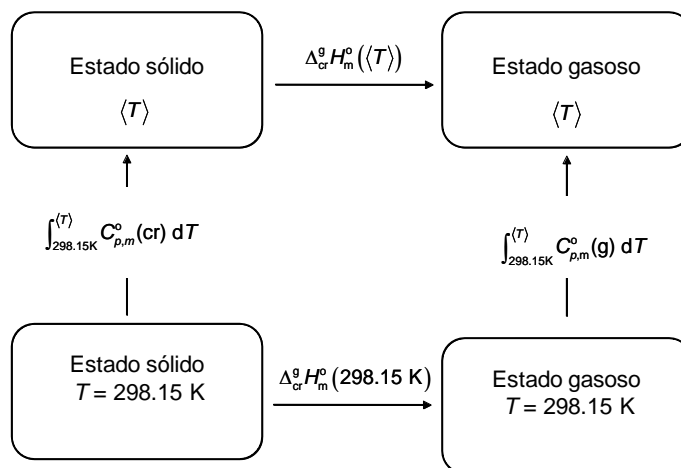 Estado sólido
⟨T⟩
Δ_cr^g H_m^o(⟨T⟩)
Estado gasoso
⟨T⟩
∫_298.15K^⟨T⟩ C_p,m^o(cr) dT
∫_298.15K^⟨T⟩ C_p,m^o(g) dT
Estado sólido
T = 298.15 K
Δ_cr^g H_m^o(298.15 K)
Estado gasoso
T = 298.15 K